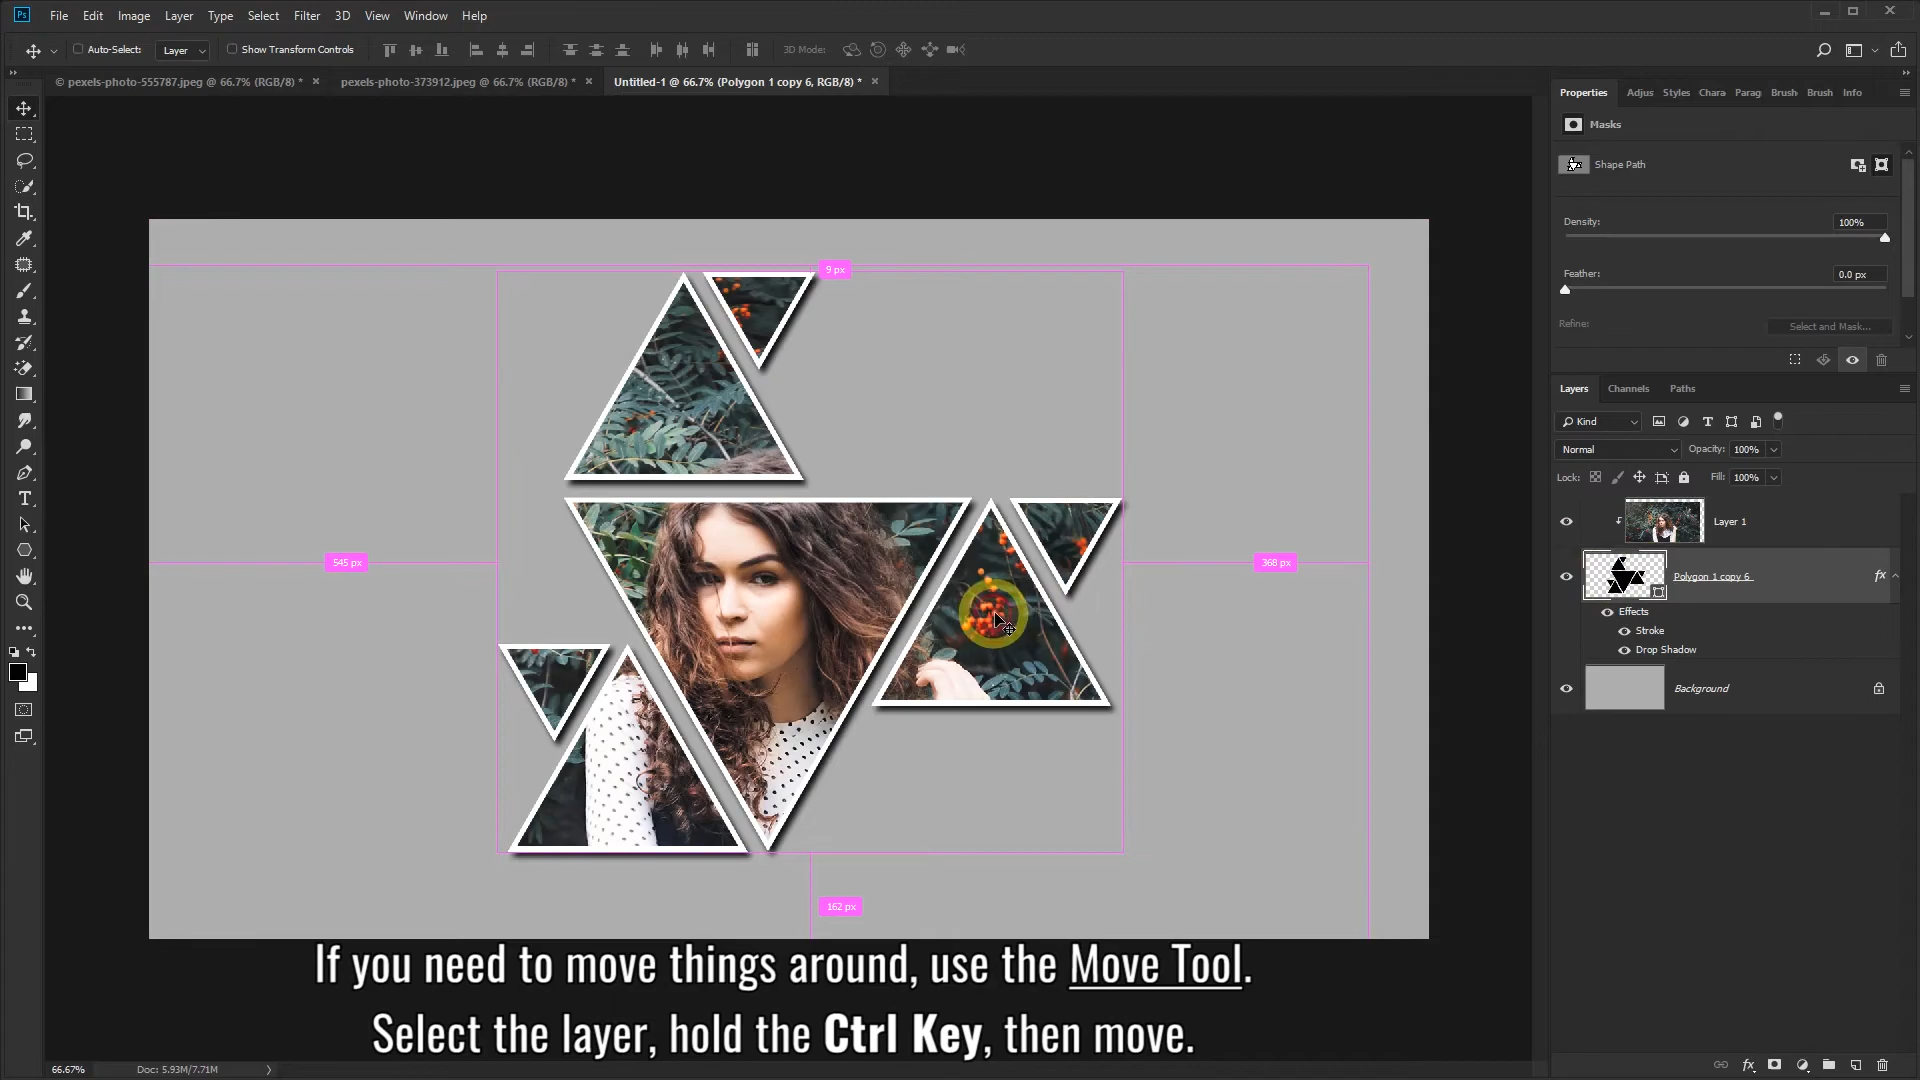 Ps File Edit Image Layer Type Select Filter 3D View Window Help
Auto-Select: Layer Show Transform Controls 3D Mode:
© pexels-photo-555787.jpeg @ 66.7% (RGB/8) * × pexels-photo-373912.jpeg @ 66.7% (RGB/8) * × Untitled-1 @ 66.7% (Polygon 1 copy 6, RGB/8) * ×
Properties Adjus Styles Chara Parag Brush Brush Info
Masks
Shape Path
Density: 100%
Feather: 0.0 px
Refine: Select and Mask...
9 px
545 px
368 px
162 px
Layers Channels Paths
Kind
Normal Opacity: 100%
Lock: Fill: 100%
Layer 1
Polygon 1 copy 6 fx
Effects
Stroke
Drop Shadow
Background
If you need to move things around, use the Move Tool.
Select the layer, hold the Ctrl Key, then move.
66.67% Doc: 5.93M/7.71M
fx